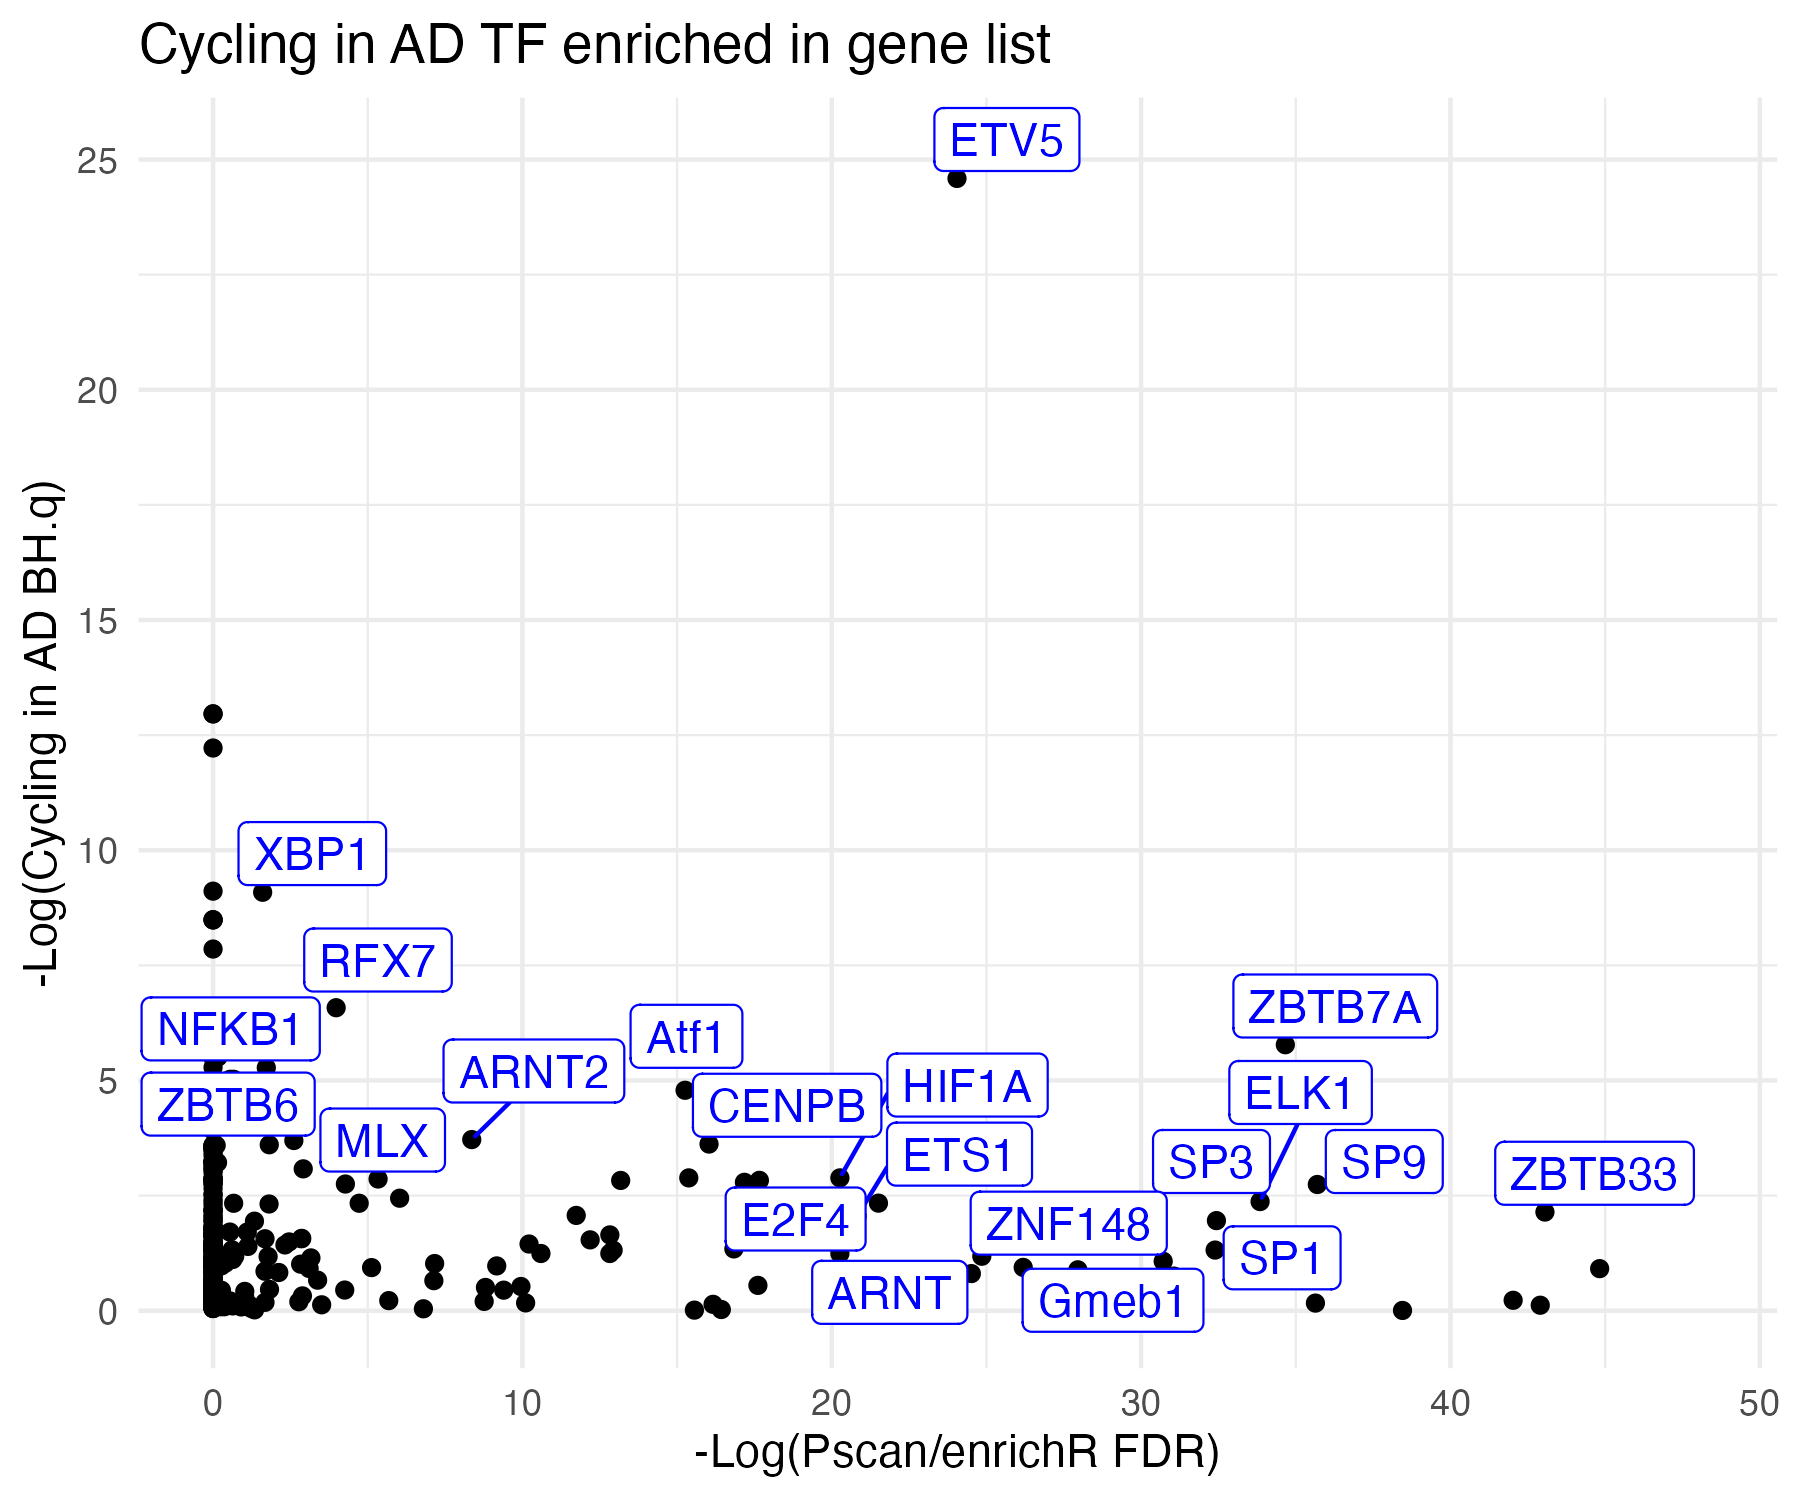 Cycling in AD TF enriched in gene list
-Log(Cycling in AD BH.q)
25
20
15
10
5
0
ETV5
XBP1
RFX7
NFKB1
ZBTB6
MLX
ARNT2
Atf1
CENPB
HIF1A
ETS1
E2F4
ARNT
ZNF148
Gmeb1
ZBTB7A
ELK1
SP3
SP9
SP1
ZBTB33
0
10
20
30
40
50
-Log(Pscan/enrichR FDR)